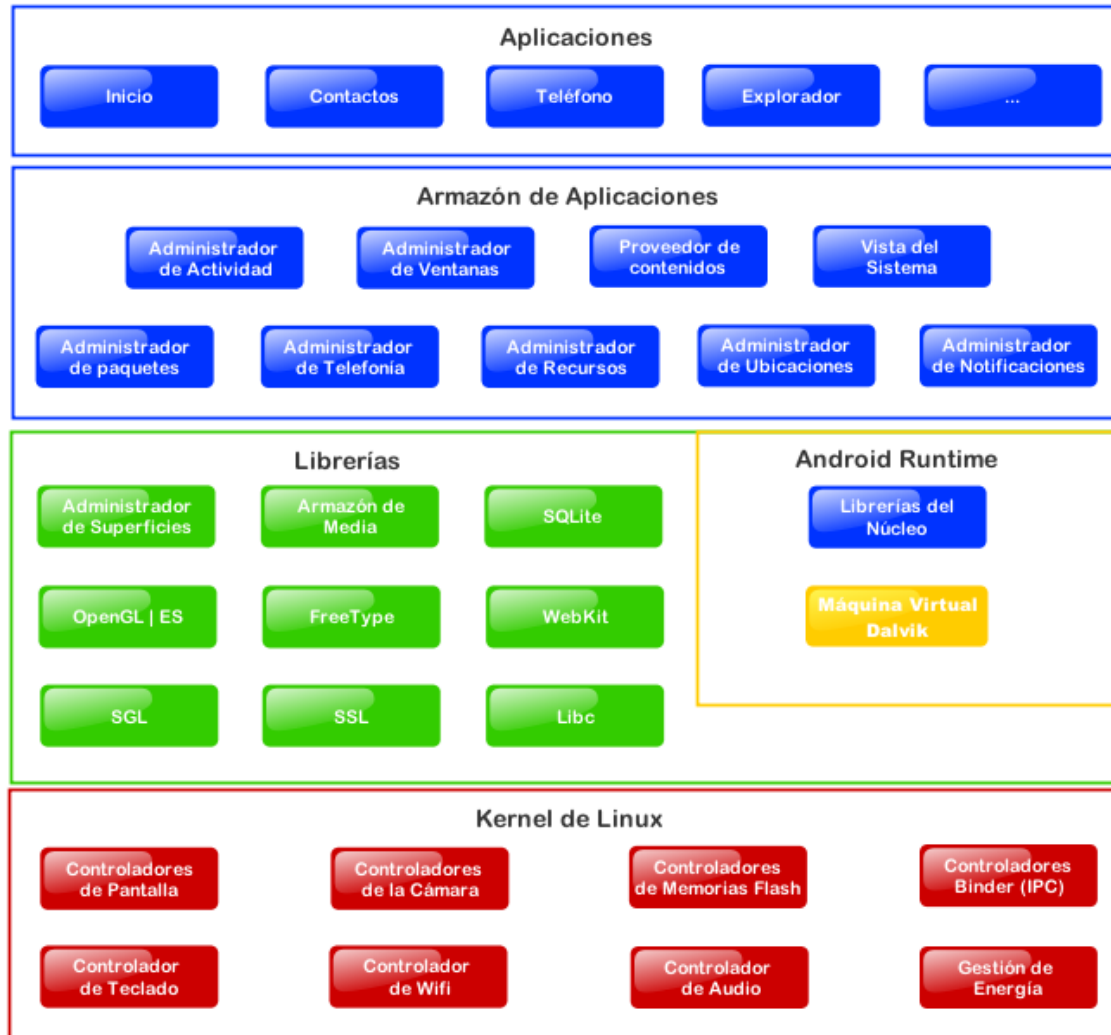 Aplicaciones
Inicio
Contactos
Teléfono
Explorador
...
Armazón de Aplicaciones
Administrador
de Actividad
Administrador
de Ventanas
Proveedor de
contenidos
Vista del
Sistema
Administrador
de paquetes
Administrador
de Telefonía
Administrador
de Recursos
Administrador
de Ubicaciones
Administrador
de Notificaciones
Librerías
Administrador
de Superficies
Armazón de
Media
SQLite
OpenGL | ES
FreeType
WebKit
SGL
SSL
Libc
Android Runtime
Librerías del
Núcleo
Máquina Virtual
Dalvik
Kernel de Linux
Controladores
de Pantalla
Controladores
de la Cámara
Controladores
de Memorias Flash
Controladores
Binder (IPC)
Controlador
de Teclado
Controlador
de Wifi
Controlador
de Audio
Gestión de
Energía